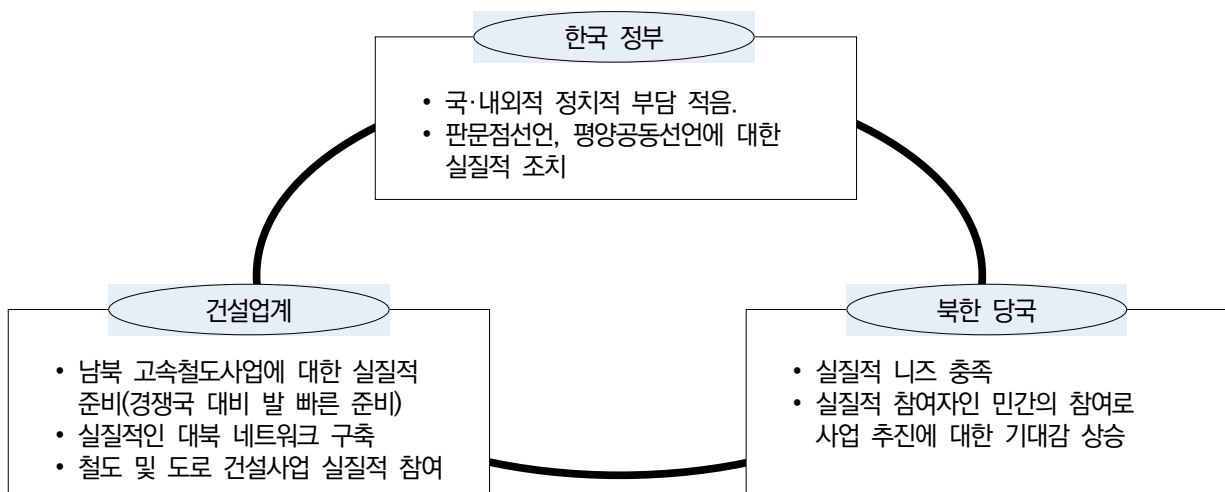 한국 정부
• 국·내외적 정치적 부담 적음.
• 판문점선언, 평양공동선언에 대한
실질적 조치
건설업계
• 남북 고속철도사업에 대한 실질적
준비(경쟁국 대비 발 빠른 준비)
• 실질적인 대북 네트워크 구축
• 철도 및 도로 건설사업 실질적 참여
북한 당국
• 실질적 니즈 충족
• 실질적 참여자인 민간의 참여로
사업 추진에 대한 기대감 상승